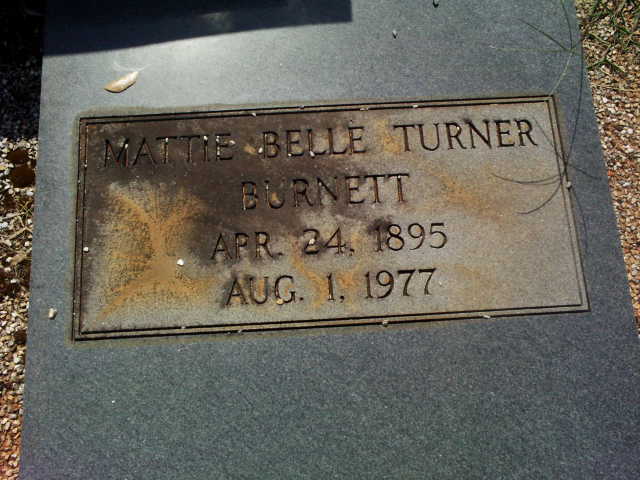 MATTIE BELLE TURNER
BURNETT
APR. 24, 1895
AUG. 1, 1977